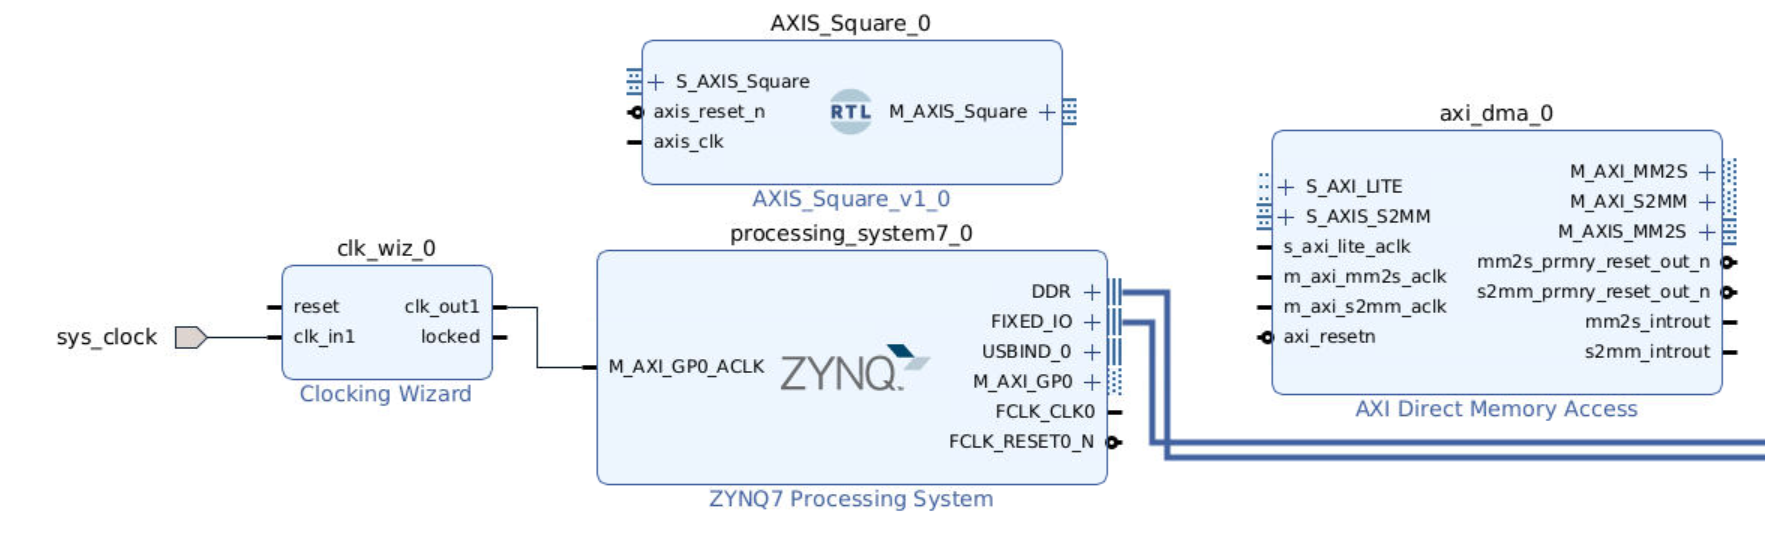 AXIS_Square_0
S_AXIS_Square
axis_reset_n
axis_clk
RTL
M_AXIS_Square
AXIS_Square_v1_0
sys_clock
clk_wiz_0
reset
clk_in1
clk_out1
locked
Clocking Wizard
processing_system7_0
M_AXI_GP0_ACLK
ZYNQ
DDR
FIXED_IO
USBIND_0
M_AXI_GP0
FCLK_CLK0
FCLK_RESET0_N
ZYNQ7 Processing System
axi_dma_0
S_AXI_LITE
S_AXIS_S2MM
s_axi_lite_aclk
m_axi_mm2s_aclk
m_axi_s2mm_aclk
axi_resetn
M_AXI_MM2S
M_AXI_S2MM
M_AXIS_MM2S
mm2s_prmry_reset_out_n
s2mm_prmry_reset_out_n
mm2s_introut
s2mm_introut
AXI Direct Memory Access